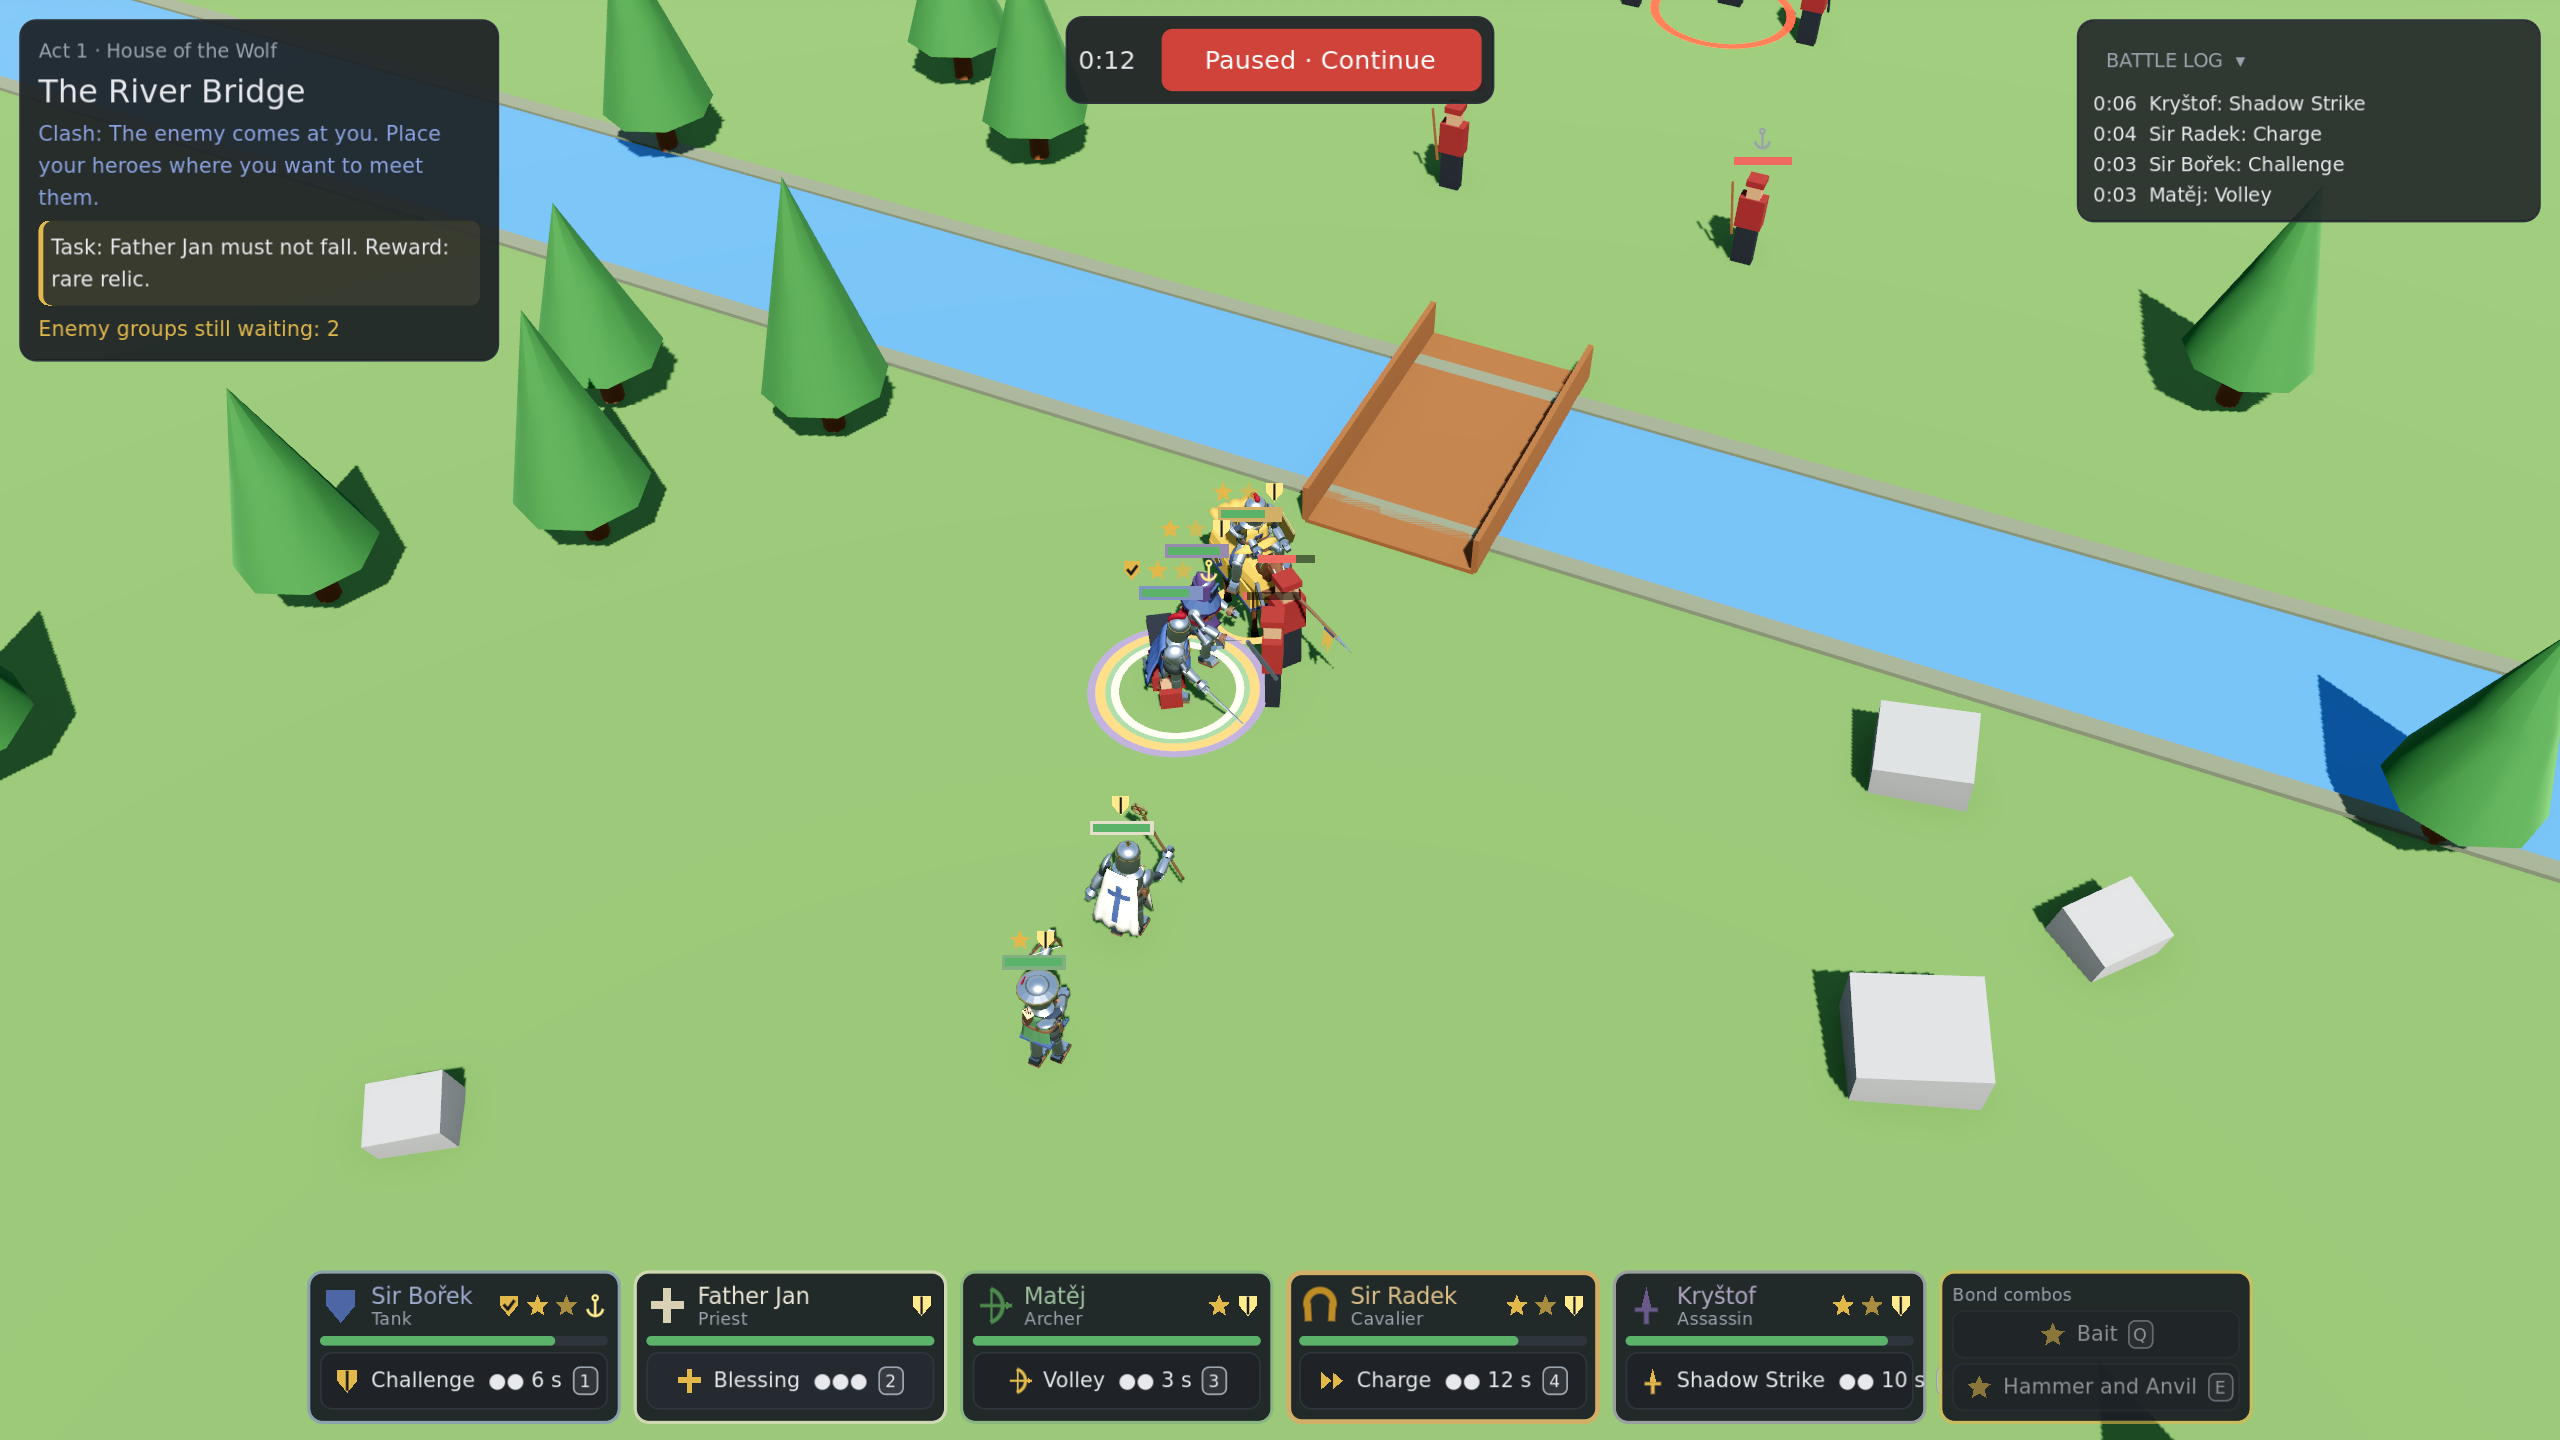 Act 1 · House of the Wolf
The River Bridge
Clash: The enemy comes at you. Place
your heroes where you want to meet
them.
Task: Father Jan must not fall. Reward:
rare relic.
Enemy groups still waiting: 2
0:12 Paused · Continue
BATTLE LOG ▼
0:06 Kryštof: Shadow Strike
0:04 Sir Radek: Charge
0:03 Sir Bořek: Challenge
0:03 Matěj: Volley
Sir Bořek
Tank
Challenge 6 s 1
Father Jan
Priest
Blessing 2
Matěj
Archer
Volley 3 s 3
Sir Radek
Cavalier
Charge 12 s 4
Kryštof
Assassin
Shadow Strike 10 s
Bond combos
Bait Q
Hammer and Anvil E